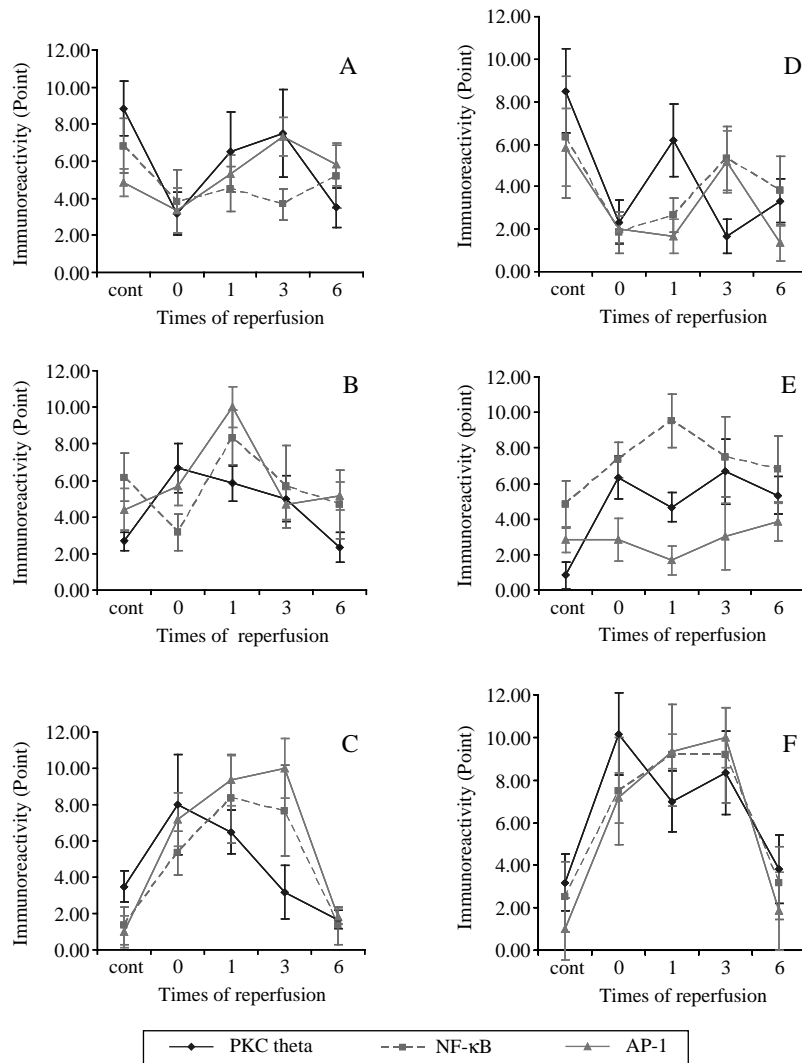 A
Immunoreactivity (Point)
12.00
10.00
8.00
6.00
4.00
2.00
0.00
cont 0 1 3 6
Times of reperfusion
D
Immunoreactivity (Point)
12.00
10.00
8.00
6.00
4.00
2.00
0.00
cont 0 1 3 6
Times of reperfusion
B
Immunoreactivity (Point)
12.00
10.00
8.00
6.00
4.00
2.00
0.00
cont 0 1 3 6
Times of reperfusion
E
Immunoreactivity (point)
12.00
10.00
8.00
6.00
4.00
2.00
0.00
cont 0 1 3 6
Times of reperfusion
C
Immunoreactivity (Point)
12.00
10.00
8.00
6.00
4.00
2.00
0.00
cont 0 1 3 6
Times of reperfusion
F
Immunoreactivity (Point)
12.00
10.00
8.00
6.00
4.00
2.00
0.00
cont 0 1 3 6
Times of reperfusion
PKC theta NF-κB AP-1